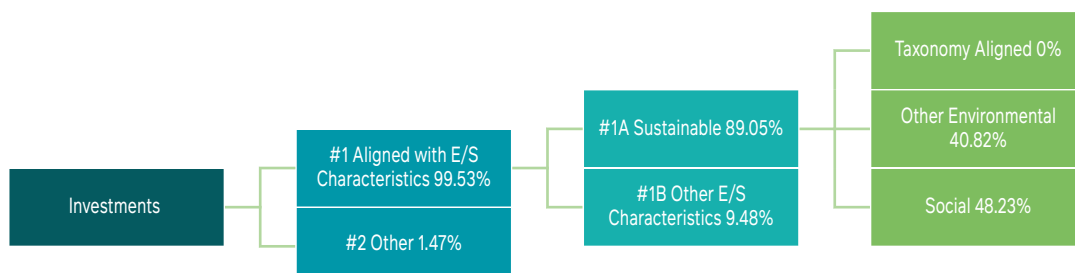 Investments
#1 Aligned with E/S
Characteristics 99.53%
#2 Other 1.47%
#1A Sustainable 89.05%
#1B Other E/S
Characteristics 9.48%
Taxonomy Aligned 0%
Other Environmental
40.82%
Social 48.23%